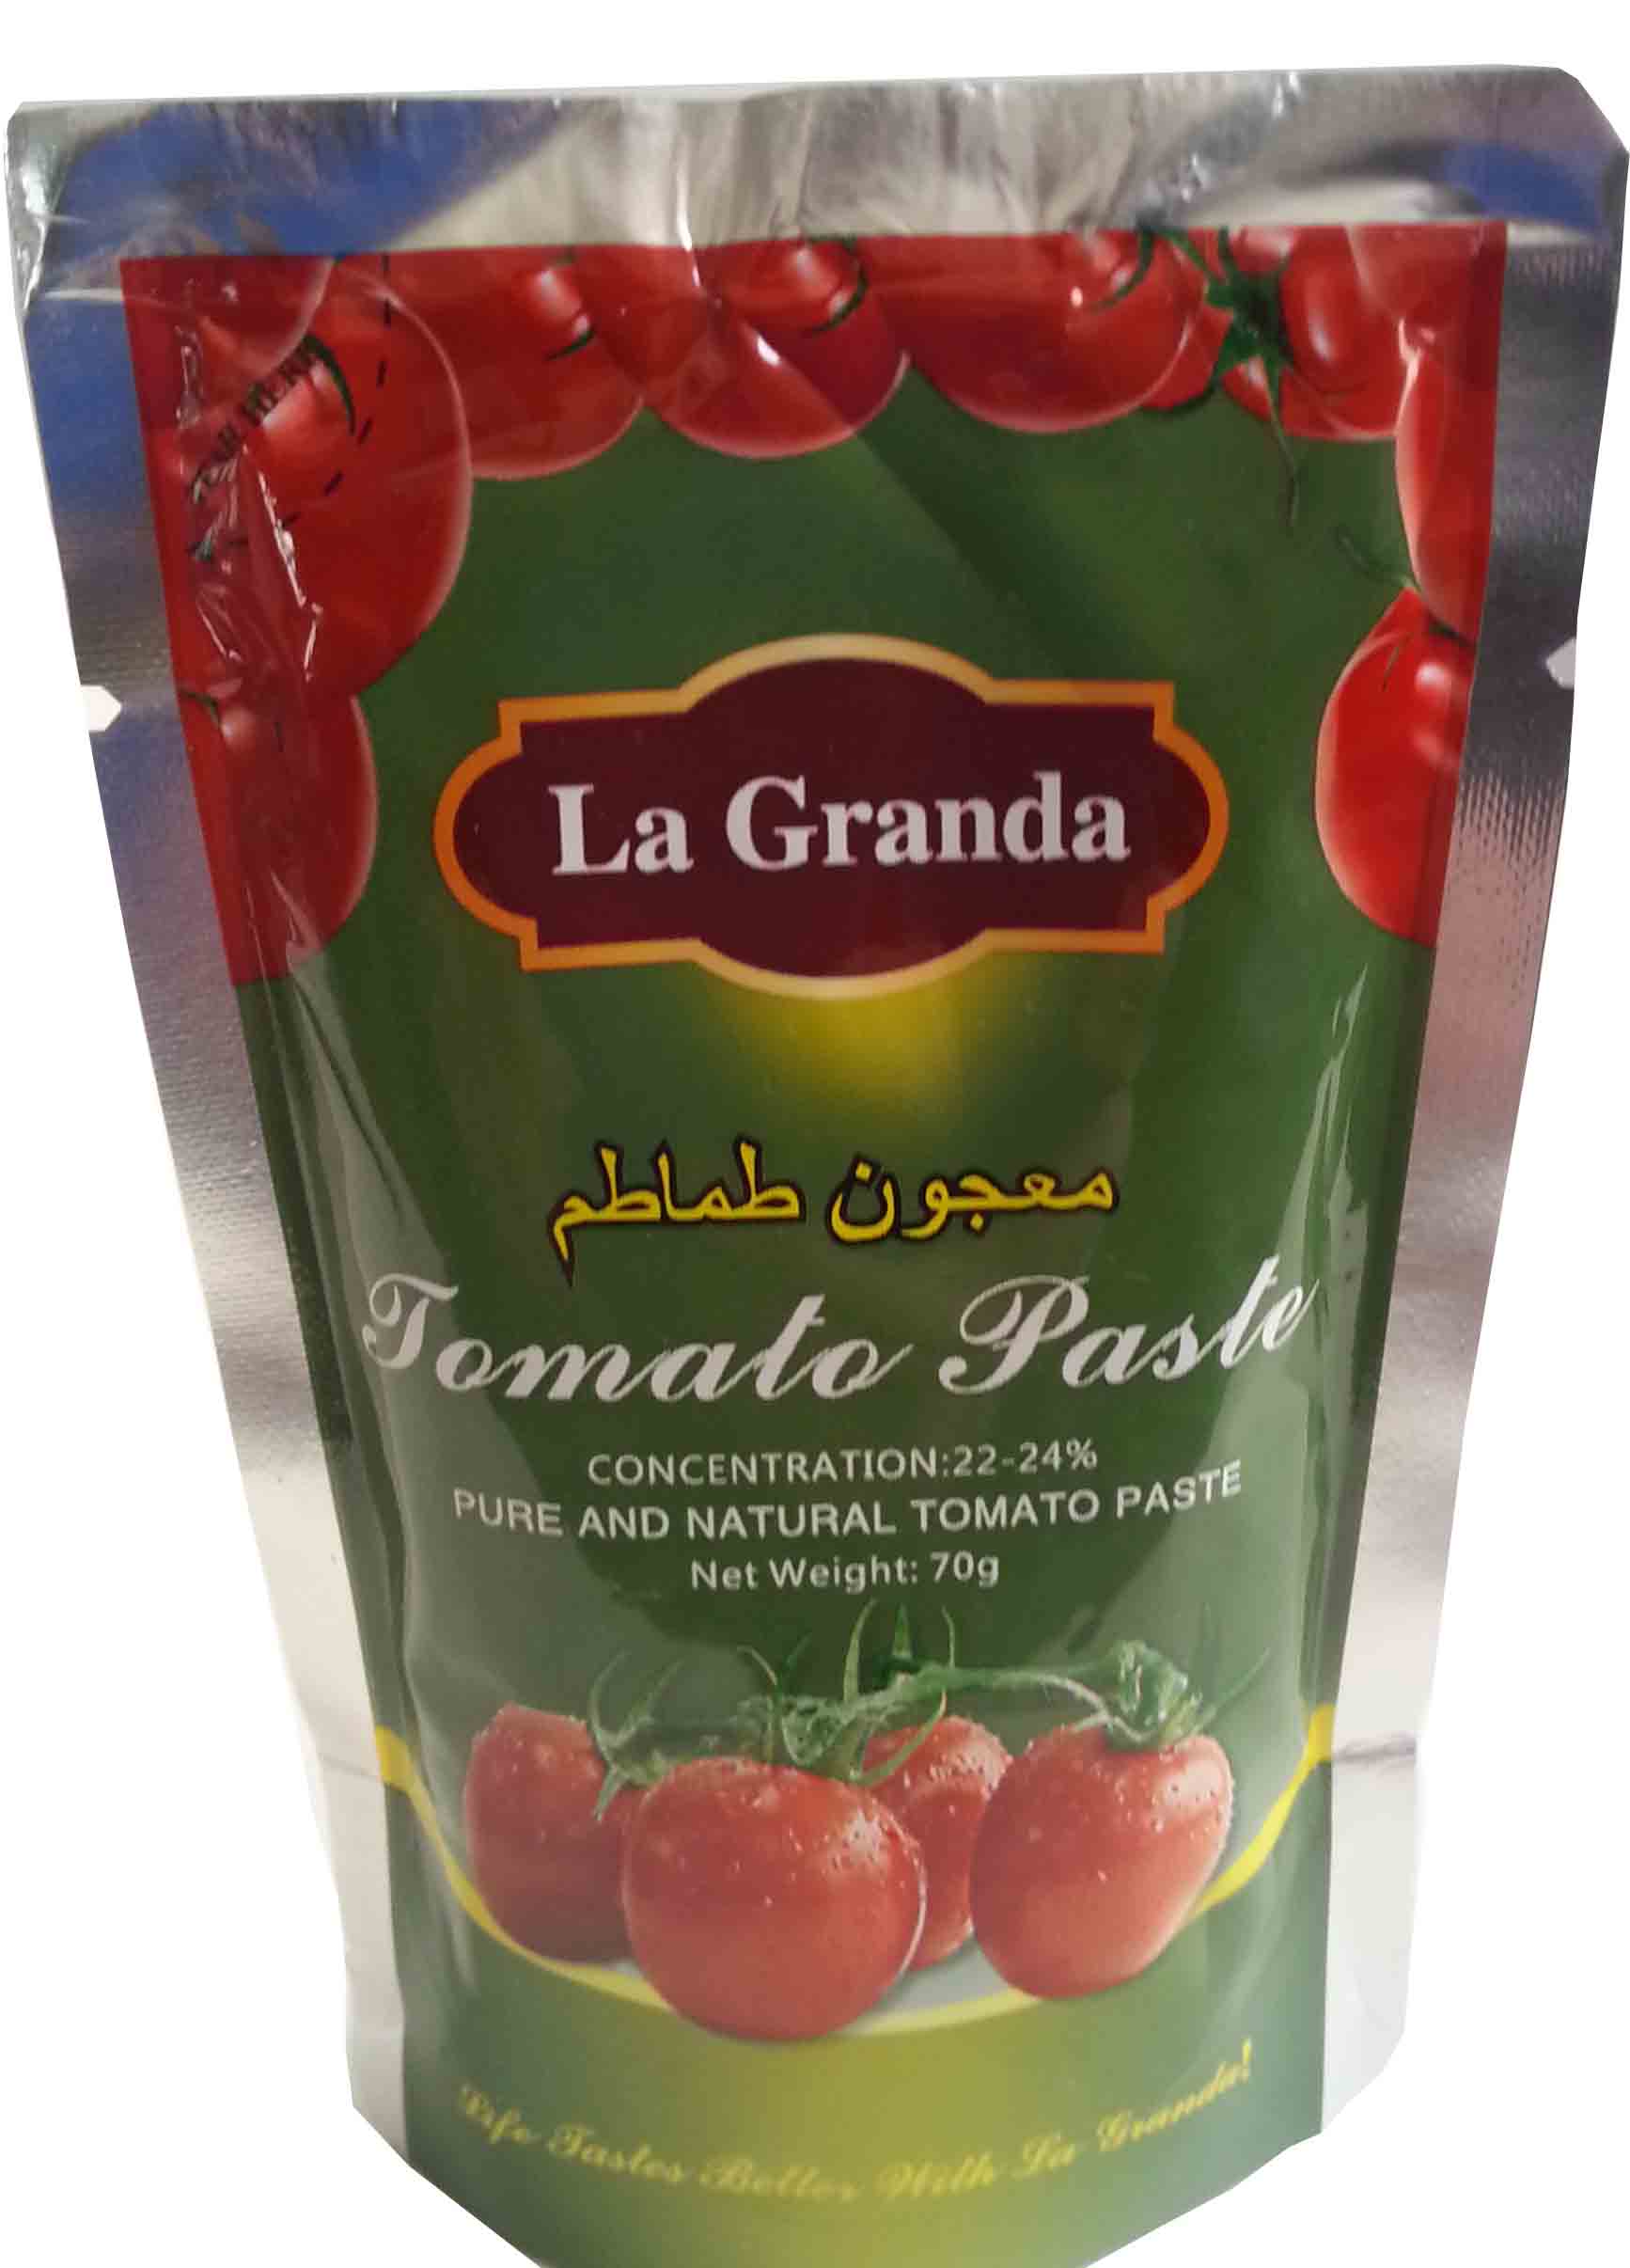 La Granda
معجون طماطم
Tomato Paste
CONCENTRATION:22-24%
PURE AND NATURAL TOMATO PASTE
Net Weight: 70g
Life Tastes Better With La Granda!